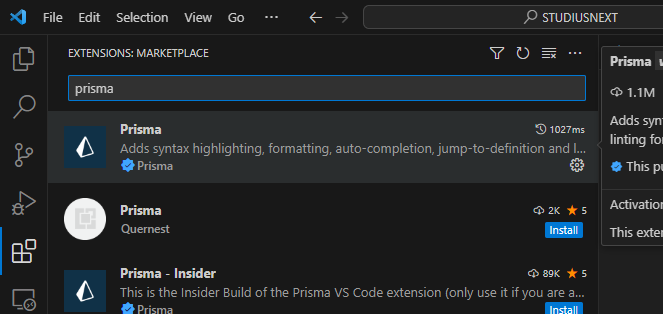 File Edit Selection View Go ··· STUDIUSNEXT
EXTENSIONS: MARKETPLACE
prisma
Prisma 1027ms
Adds syntax highlighting, formatting, auto-completion, jump-to-definition and l...
Prisma
Prisma 2K 5
Quernest Install
Prisma - Insider 89K 5
This is the Insider Build of the Prisma VS Code extension (only use it if you are a...
Prisma Install
Prisma
1.1M
Adds synt
linting for
This pu
Activation
This exten